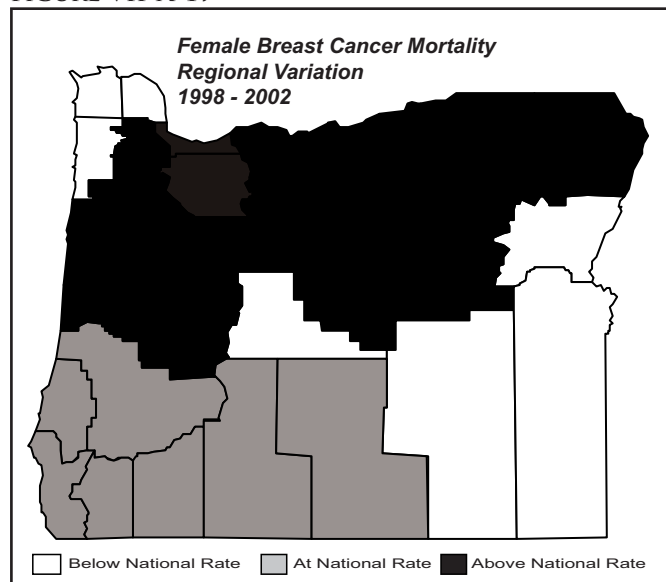 Female Breast Cancer Mortality
Regional Variation
1998 - 2002
Below National Rate At National Rate Above National Rate